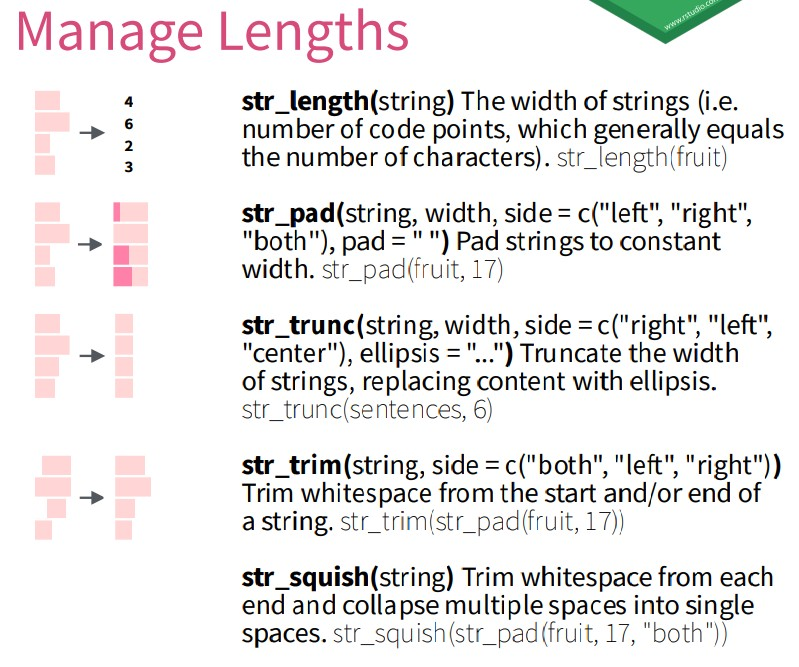 www.rstudio.com
Manage Lengths
4
6
2
3
str_length(string) The width of strings (i.e.
number of code points, which generally equals
the number of characters). str_length(fruit)
str_pad(string, width, side = c("left", "right",
"both"), pad = " ") Pad strings to constant
width. str_pad(fruit, 17)
str_trunc(string, width, side = c("right", "left",
"center"), ellipsis = "...") Truncate the width
of strings, replacing content with ellipsis.
str_trunc(sentences, 6)
str_trim(string, side = c("both", "left", "right"))
Trim whitespace from the start and/or end of
a string. str_trim(str_pad(fruit, 17))
str_squish(string) Trim whitespace from each
end and collapse multiple spaces into single
spaces. str_squish(str_pad(fruit, 17, "both"))